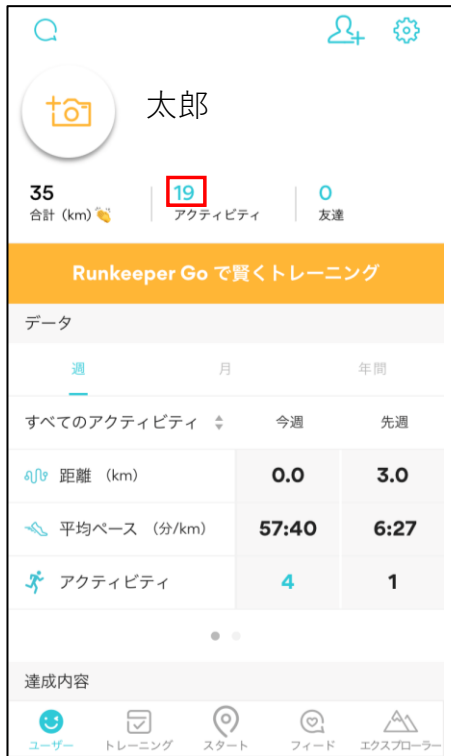 太郎
35 19 0
合計 (km) 👏 アクティビティ 友達
Runkeeper Go で賢くトレーニング
データ
週 月 年間
すべてのアクティビティ 今週 先週
距離 (km) 0.0 3.0
平均ペース (分/km) 57:40 6:27
アクティビティ 4 1
達成内容
ユーザー トレーニング スタート フィード エクスプローラー